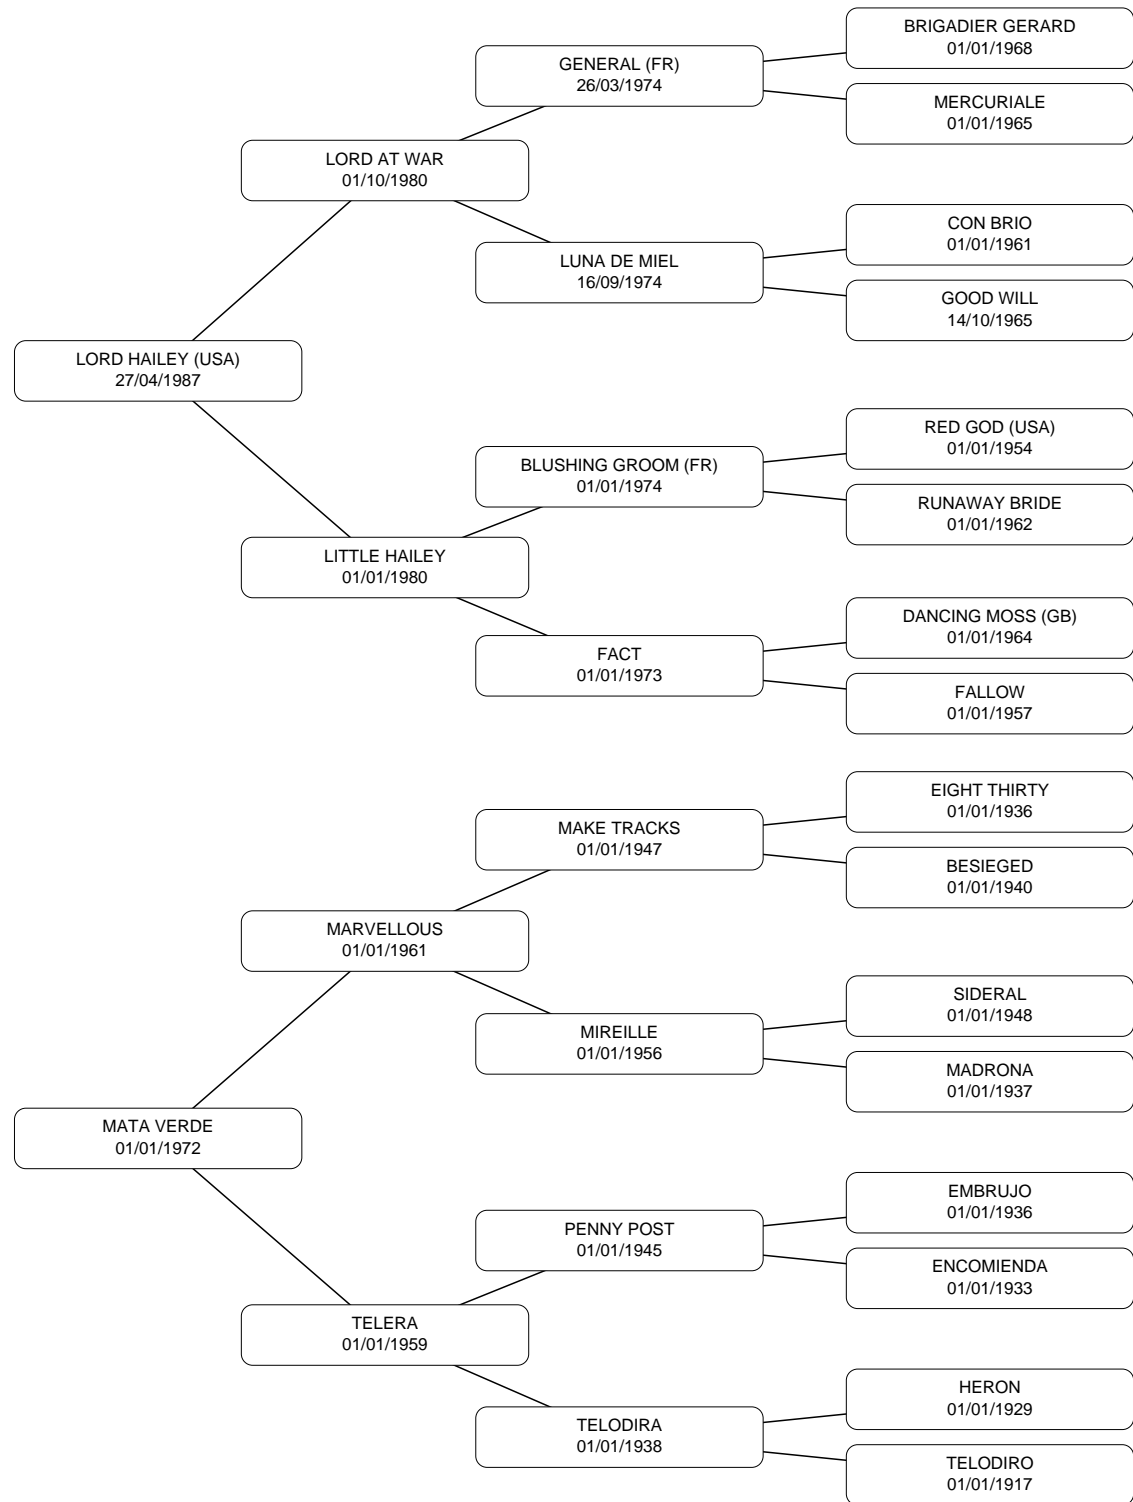 BRIGADIER GERARD
01/01/1968
GENERAL (FR)
26/03/1974
MERCURIALE
01/01/1965
LORD AT WAR
01/10/1980
CON BRIO
01/01/1961
LUNA DE MIEL
16/09/1974
GOOD WILL
14/10/1965
LORD HAILEY (USA)
27/04/1987
RED GOD (USA)
01/01/1954
BLUSHING GROOM (FR)
01/01/1974
RUNAWAY BRIDE
01/01/1962
LITTLE HAILEY
01/01/1980
DANCING MOSS (GB)
01/01/1964
FACT
01/01/1973
FALLOW
01/01/1957
EIGHT THIRTY
01/01/1936
MAKE TRACKS
01/01/1947
BESIEGED
01/01/1940
MARVELLOUS
01/01/1961
SIDERAL
01/01/1948
MIREILLE
01/01/1956
MADRONA
01/01/1937
MATA VERDE
01/01/1972
EMBRUJO
01/01/1936
PENNY POST
01/01/1945
ENCOMIENDA
01/01/1933
TELERA
01/01/1959
HERON
01/01/1929
TELODIRA
01/01/1938
TELODIRO
01/01/1917